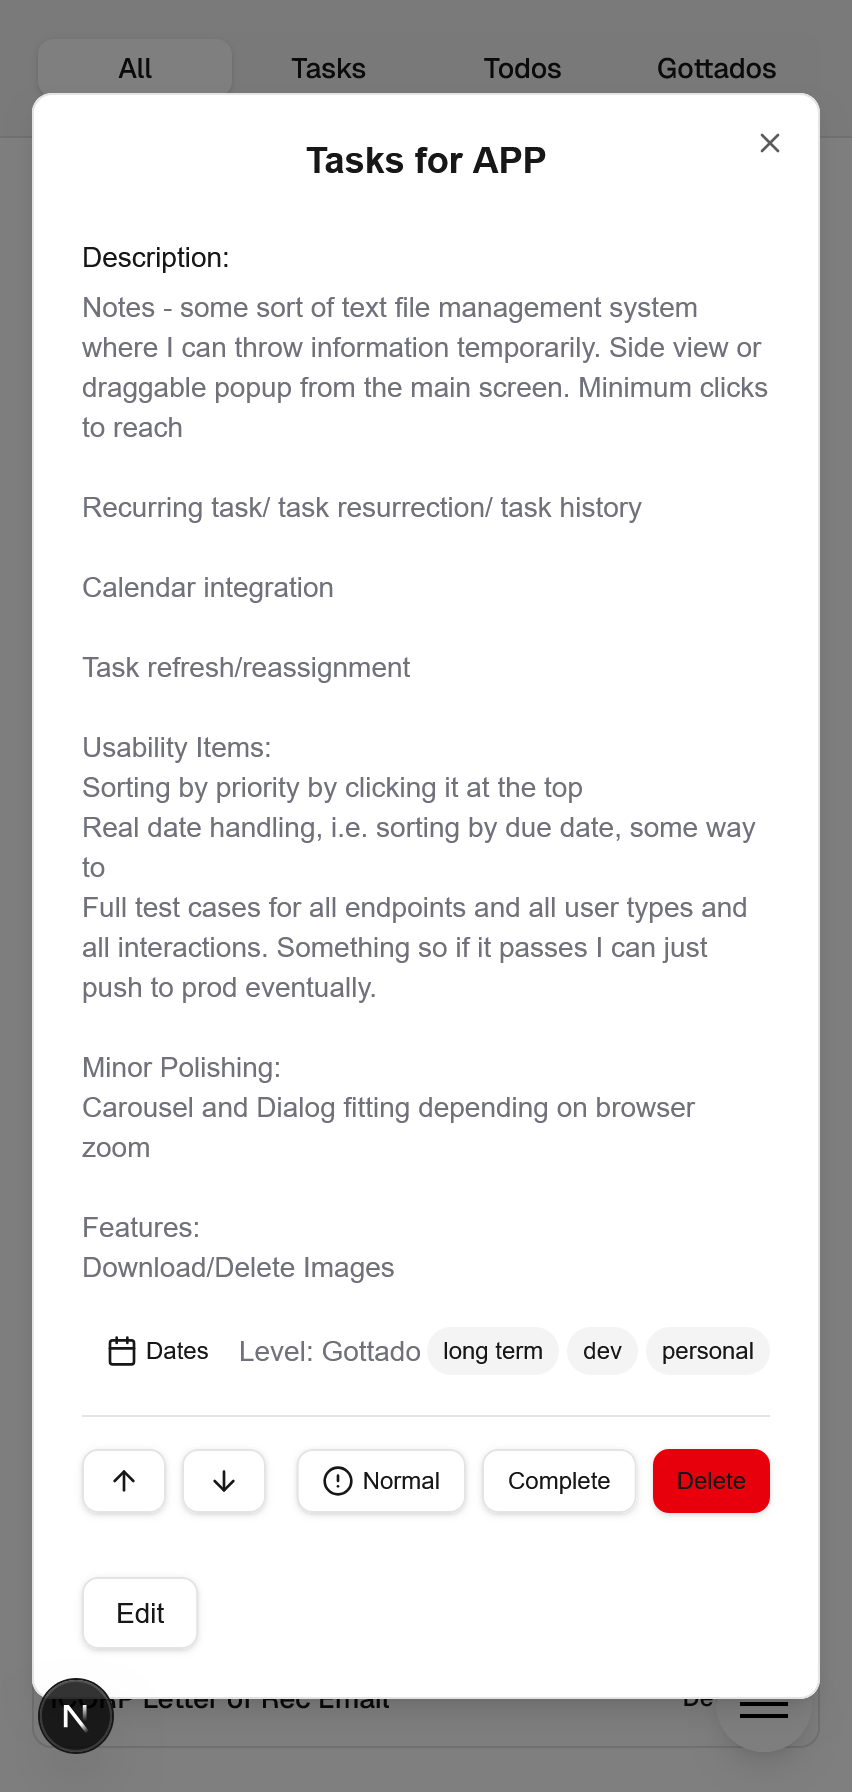 All Tasks Todos Gottados
Tasks for APP
Description:
Notes - some sort of text file management system
where I can throw information temporarily. Side view or
draggable popup from the main screen. Minimum clicks
to reach
Recurring task/ task resurrection/ task history
Calendar integration
Task refresh/reassignment
Usability Items:
Sorting by priority by clicking it at the top
Real date handling, i.e. sorting by due date, some way
to
Full test cases for all endpoints and all user types and
all interactions. Something so if it passes I can just
push to prod eventually.
Minor Polishing:
Carousel and Dialog fitting depending on browser
zoom
Features:
Download/Delete Images
Dates Level: Gottado long term dev personal
Normal Complete Delete
Edit
Letter of Rec Email
N